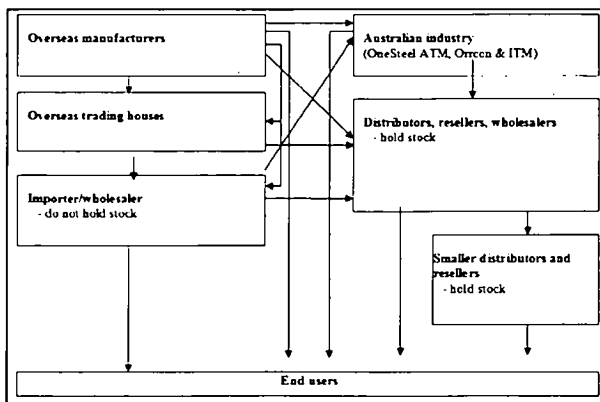 Overseas manufacturers
Australian industry
(OneSteel ATM, Orrcon & ITM)
Overseas trading houses
Distributors, resellers, wholesalers
- hold stock
Importer/wholesaler
- do not hold stock
Smaller distributors and
resellers
- hold stock
End users